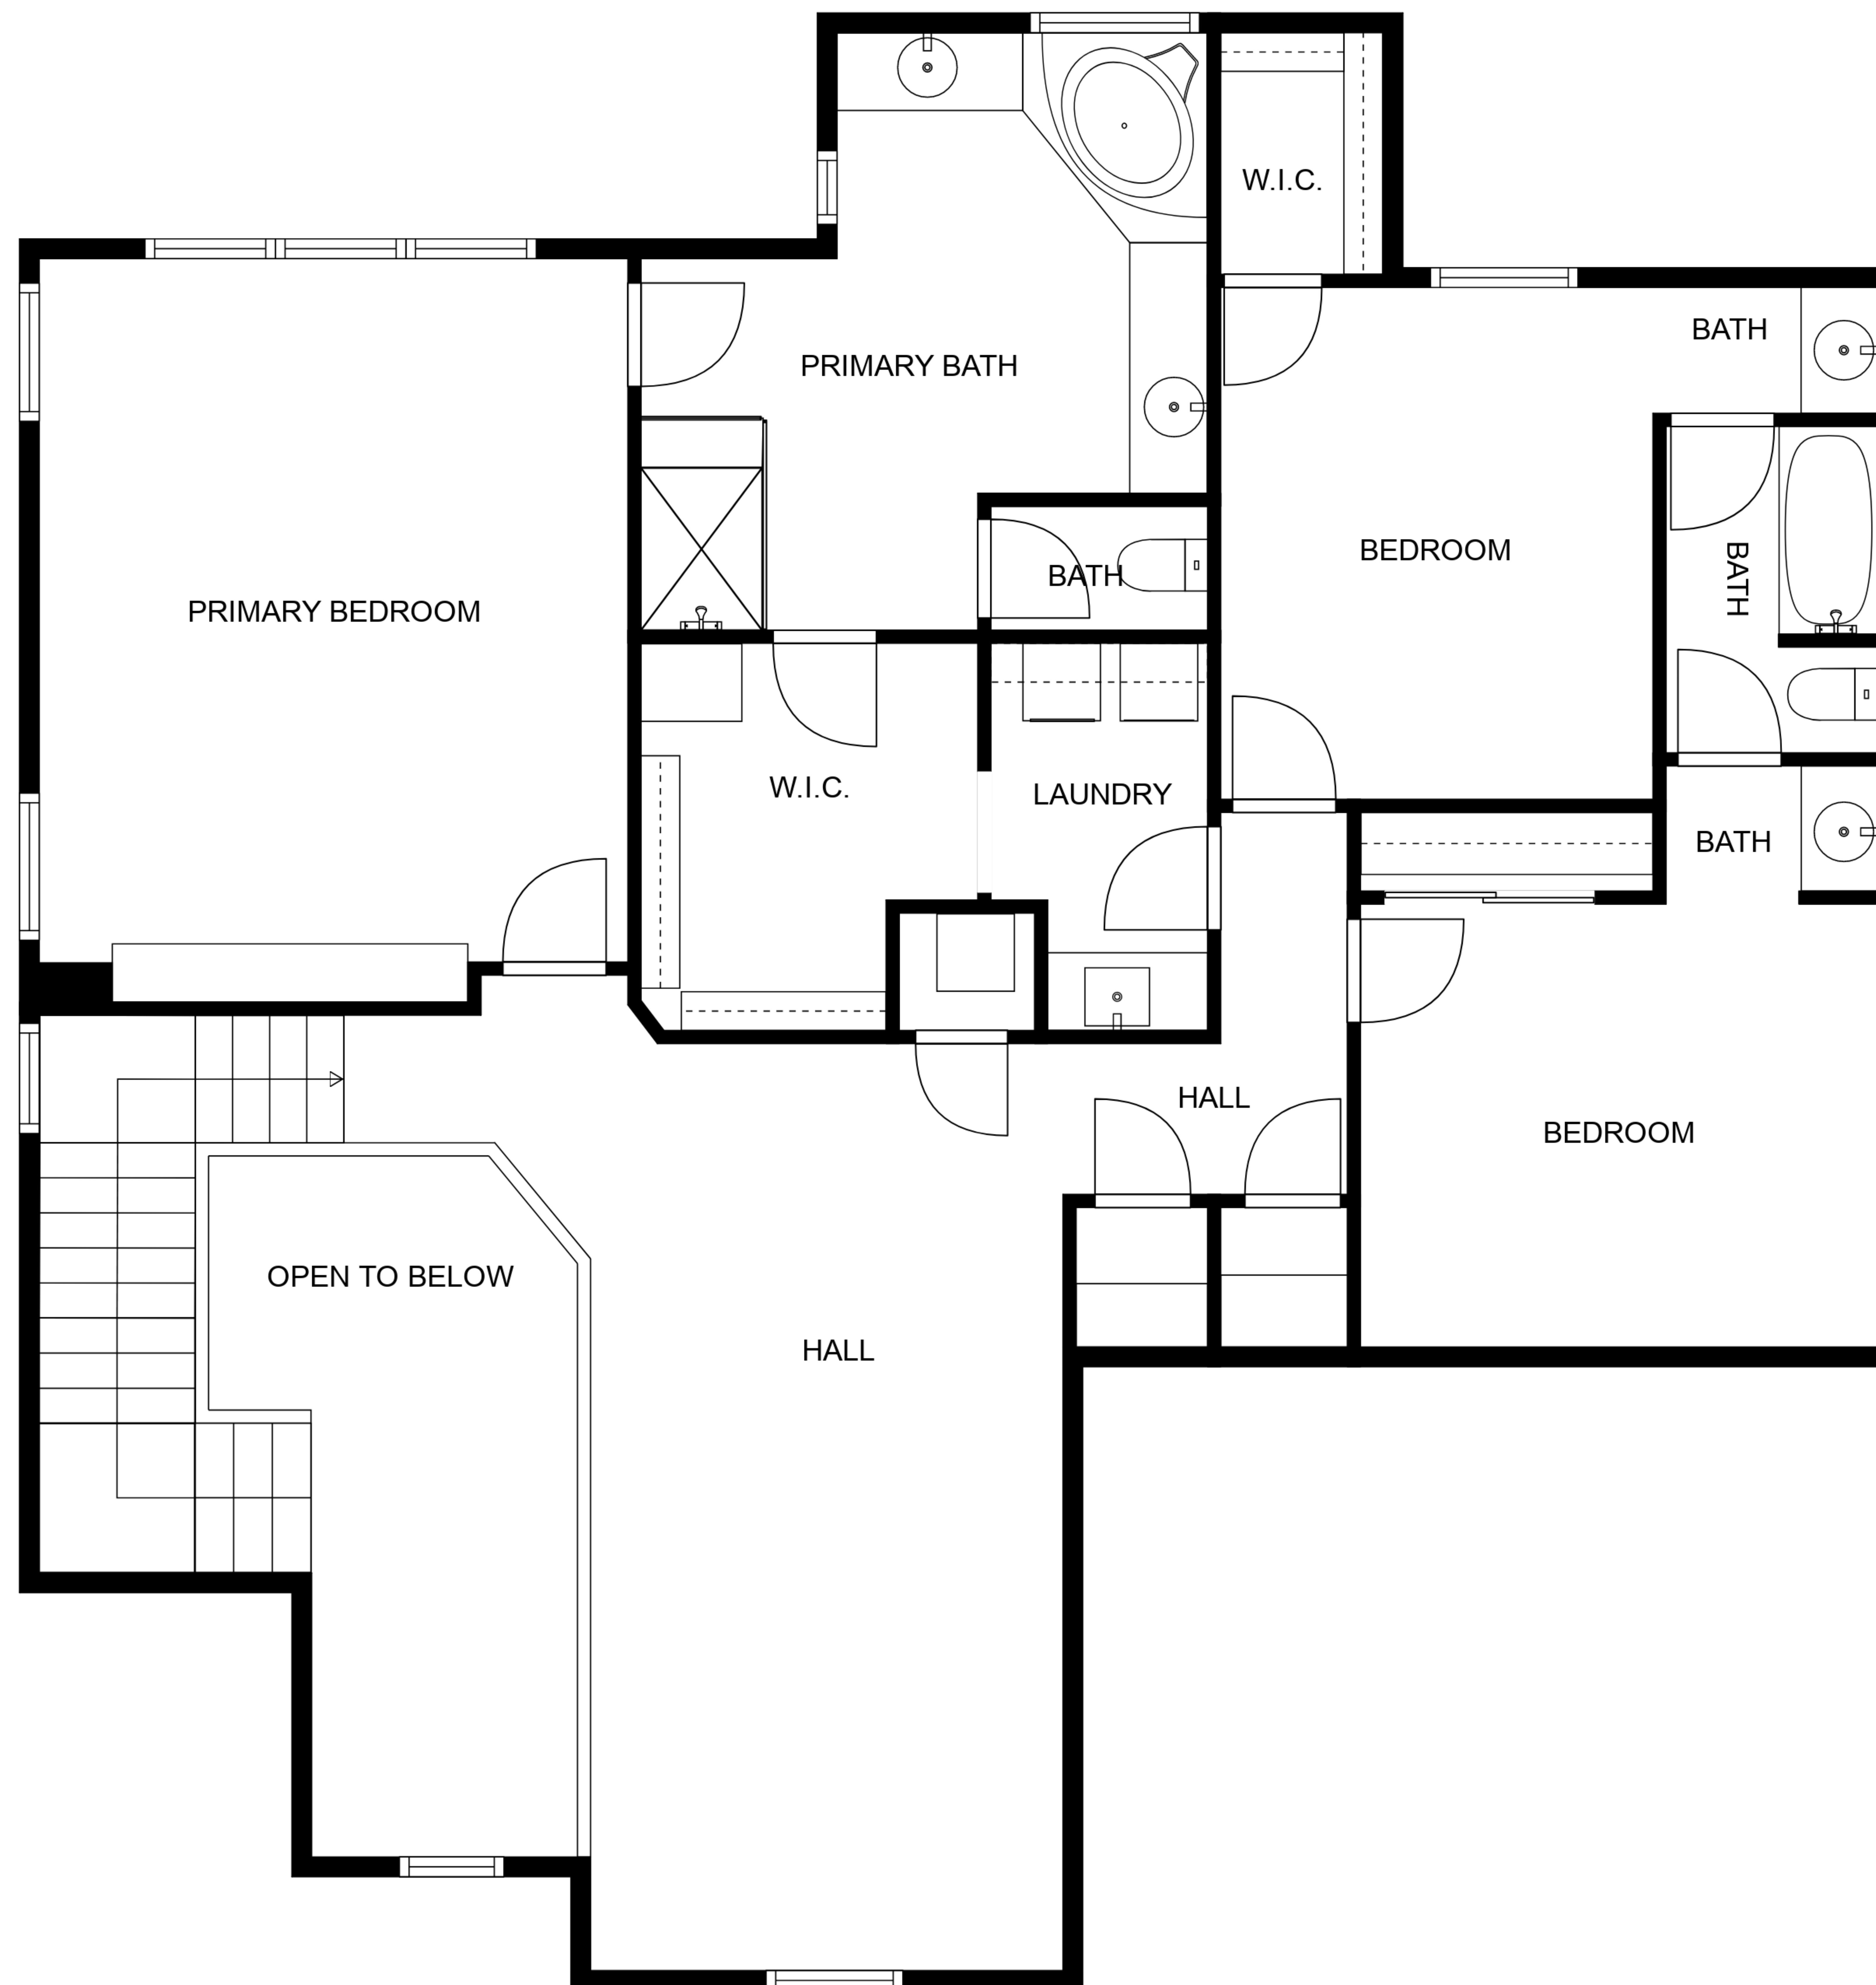 W.I.C.
BATH
PRIMARY BATH
BEDROOM
BATH
BATH
PRIMARY BEDROOM
W.I.C.
LAUNDRY
BATH
HALL
BEDROOM
OPEN TO BELOW
HALL